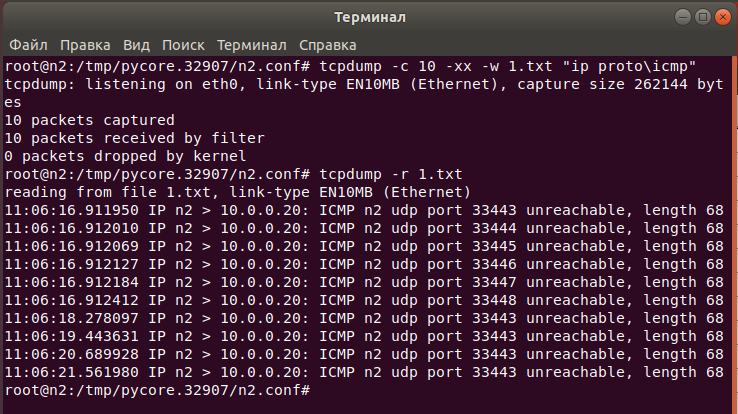 Терминал
Файл Правка Вид Поиск Терминал Справка
root@n2:/tmp/pycore.32907/n2.conf# tcpdump -c 10 -xx -w 1.txt "ip proto\icmp"
tcpdump: listening on eth0, link-type EN10MB (Ethernet), capture size 262144 byt
es
10 packets captured
10 packets received by filter
0 packets dropped by kernel
root@n2:/tmp/pycore.32907/n2.conf# tcpdump -r 1.txt
reading from file 1.txt, link-type EN10MB (Ethernet)
11:06:16.911950 IP n2 > 10.0.0.20: ICMP n2 udp port 33443 unreachable, length 68
11:06:16.912010 IP n2 > 10.0.0.20: ICMP n2 udp port 33444 unreachable, length 68
11:06:16.912069 IP n2 > 10.0.0.20: ICMP n2 udp port 33445 unreachable, length 68
11:06:16.912127 IP n2 > 10.0.0.20: ICMP n2 udp port 33446 unreachable, length 68
11:06:16.912184 IP n2 > 10.0.0.20: ICMP n2 udp port 33447 unreachable, length 68
11:06:16.912412 IP n2 > 10.0.0.20: ICMP n2 udp port 33448 unreachable, length 68
11:06:18.278097 IP n2 > 10.0.0.20: ICMP n2 udp port 33443 unreachable, length 68
11:06:19.443631 IP n2 > 10.0.0.20: ICMP n2 udp port 33443 unreachable, length 68
11:06:20.689928 IP n2 > 10.0.0.20: ICMP n2 udp port 33443 unreachable, length 68
11:06:21.561980 IP n2 > 10.0.0.20: ICMP n2 udp port 33443 unreachable, length 68
root@n2:/tmp/pycore.32907/n2.conf#